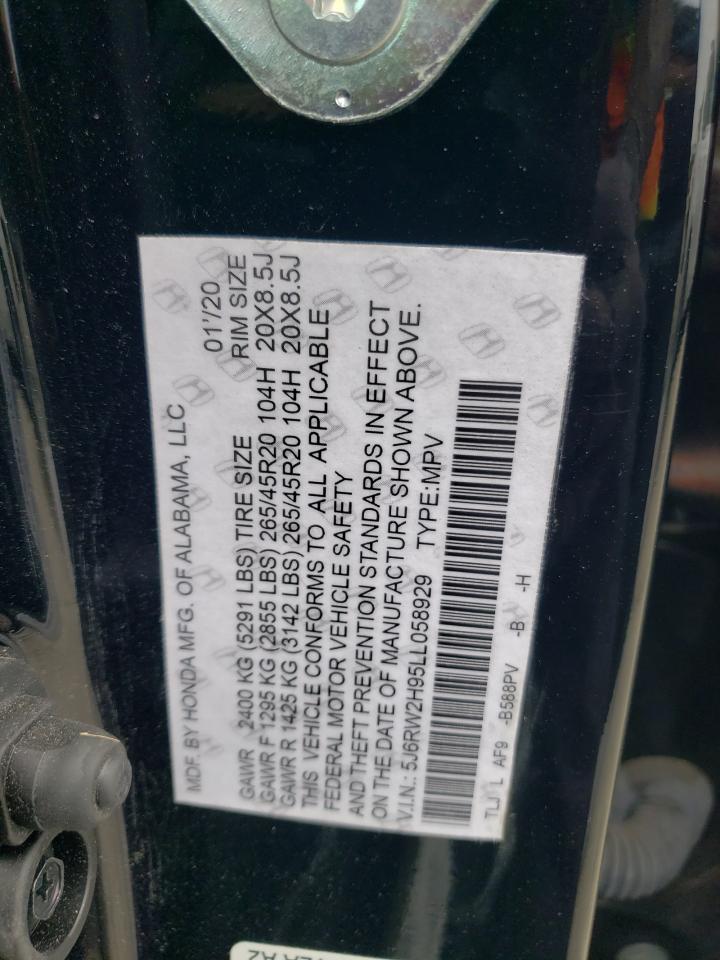 MDF. BY HONDA MFG. OF ALABAMA, LLC
01'/20
GAWR 2400 KG (5291 LBS) TIRE SIZE RIM SIZE
GAWR F 1295 KG (2855 LBS) 265/45R20 104H 20X8.5J
GAWR R 1425 KG (3142 LBS) 265/45R20 104H 20X8.5J
THIS VEHICLE CONFORMS TO ALL APPLICABLE
FEDERAL MOTOR VEHICLE SAFETY
AND THEFT PREVENTION STANDARDS IN EFFECT
ON THE DATE OF MANUFACTURE SHOWN ABOVE.
V.I.N.: 5J6RW2H95LL058929 TYPE:MPV
L AF9 -B588PV -B -H